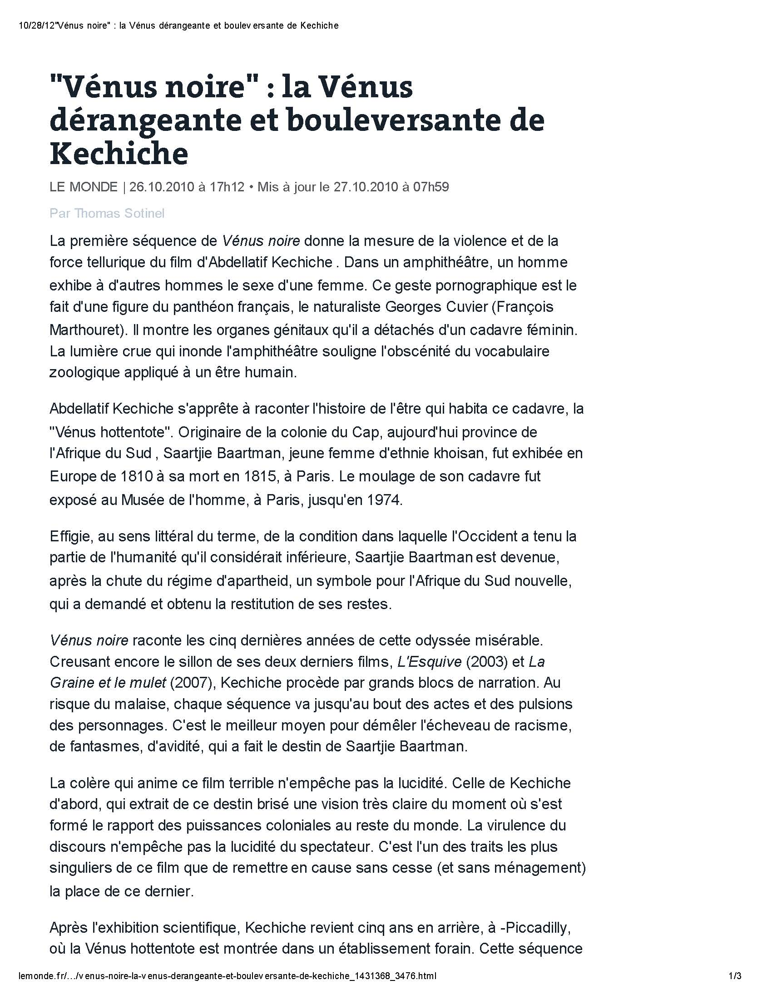 10/28/12"Vénus noire" : la Vénus dérangeante et bouleversante de Kechiche
"Vénus noire" : la Vénus
dérangeante et bouleversante de
Kechiche
LE MONDE | 26.10.2010 à 17h12 • Mis à jour le 27.10.2010 à 07h59
Par Thomas Sotinel
La première séquence de Vénus noire donne la mesure de la violence et de la
force tellurique du film d'Abdellatif Kechiche . Dans un amphithéâtre, un homme
exhibe à d'autres hommes le sexe d'une femme. Ce geste pornographique est le
fait d'une figure du panthéon français, le naturaliste Georges Cuvier (François
Marthouret). Il montre les organes génitaux qu'il a détachés d'un cadavre féminin.
La lumière crue qui inonde l'amphithéâtre souligne l'obscénité du vocabulaire
zoologique appliqué à un être humain.
Abdellatif Kechiche s'apprête à raconter l'histoire de l'être qui habita ce cadavre, la
"Vénus hottentote". Originaire de la colonie du Cap, aujourd'hui province de
l'Afrique du Sud , Saartjie Baartman, jeune femme d'ethnie khoisan, fut exhibée en
Europe de 1810 à sa mort en 1815, à Paris. Le moulage de son cadavre fut
exposé au Musée de l'homme, à Paris, jusqu'en 1974.
Effigie, au sens littéral du terme, de la condition dans laquelle l'Occident a tenu la
partie de l'humanité qu'il considérait inférieure, Saartjie Baartman est devenue,
après la chute du régime d'apartheid, un symbole pour l'Afrique du Sud nouvelle,
qui a demandé et obtenu la restitution de ses restes.
Vénus noire raconte les cinq dernières années de cette odyssée misérable.
Creusant encore le sillon de ses deux derniers films, L'Esquive (2003) et La
Graine et le mulet (2007), Kechiche procède par grands blocs de narration. Au
risque du malaise, chaque séquence va jusqu'au bout des actes et des pulsions
des personnages. C'est le meilleur moyen pour démêler l'écheveau de racisme,
de fantasmes, d'avidité, qui a fait le destin de Saartjie Baartman.
La colère qui anime ce film terrible n'empêche pas la lucidité. Celle de Kechiche
d'abord, qui extrait de ce destin brisé une vision très claire du moment où s'est
formé le rapport des puissances coloniales au reste du monde. La virulence du
discours n'empêche pas la lucidité du spectateur. C'est l'un des traits les plus
singuliers de ce film que de remettre en cause sans cesse (et sans ménagement)
la place de ce dernier.
Après l'exhibition scientifique, Kechiche revient cinq ans en arrière, à -Piccadilly,
où la Vénus hottentote est montrée dans un établissement forain. Cette séquence
lemonde.fr/…/venus-noire-la-venus-derangeante-et-bouleversante-de-kechiche_1431368_3476.html 1/3